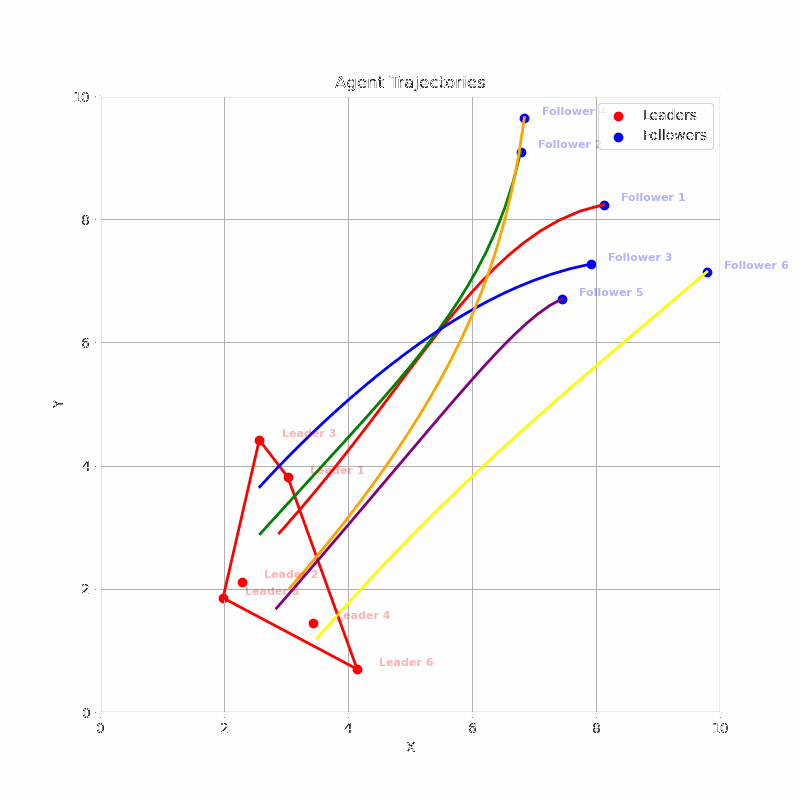 Agent Trajectories
Leaders
Followers
Follower
Follower 2
Follower 1
Follower 3
Follower 6
Follower 5
Leader 3
Leader 1
Leader 2
Leader 5
Leader 4
Leader 6
10
8
6
4
2
0
0 2 4 6 8 10
X
Y